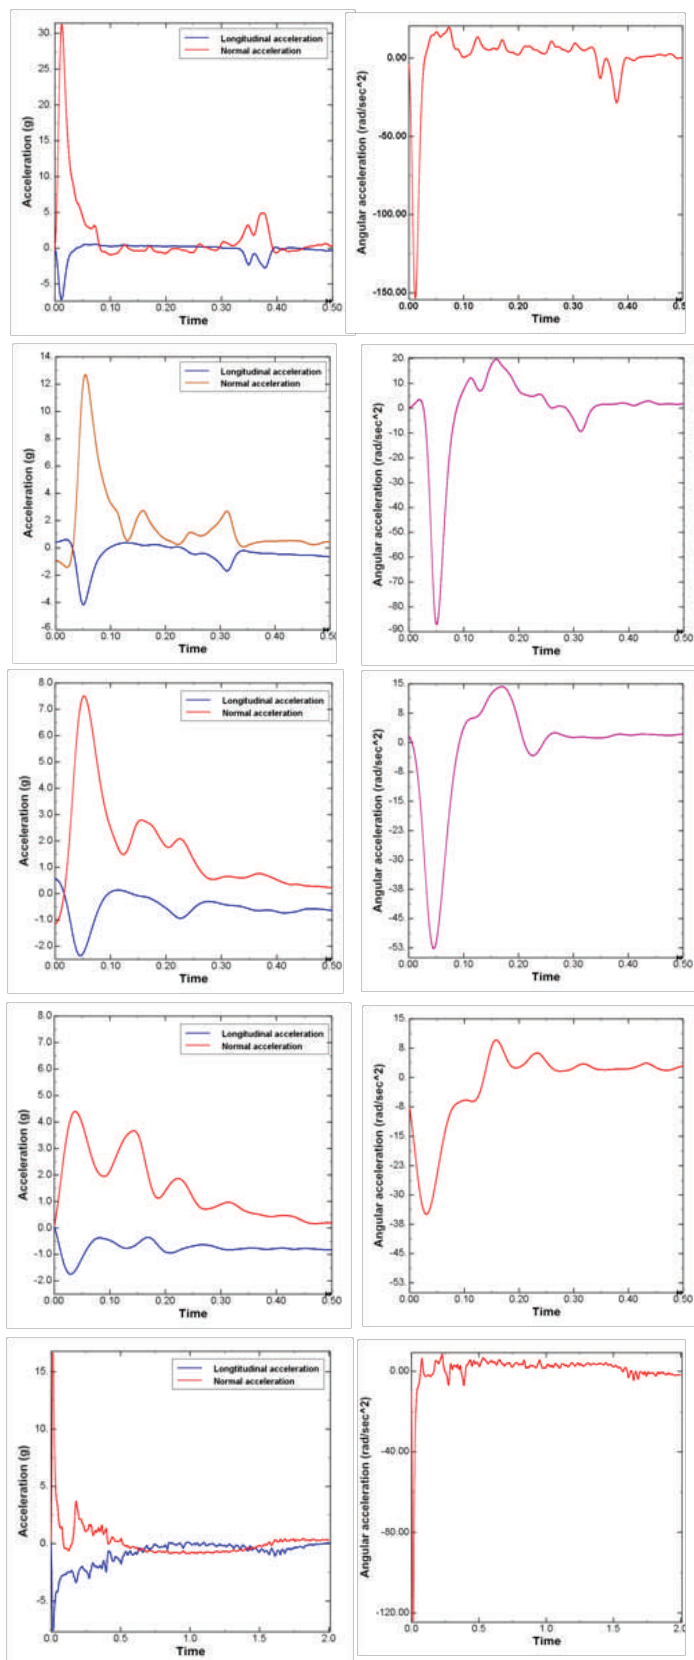 Longitudinal acceleration
Normal acceleration
30.
25.
20.
15.
10.
5.
0.
-5.
Acceleration (g)
0.00 0.10 0.20 0.30 0.40 0.50
Time
0.00
-50.00
-100.00
-150.00
Angular acceleration (rad/sec^2)
0.00 0.10 0.20 0.30 0.40 0.5
Time
Longitudinal acceleration
Normal acceleration
14.
12.
10.
8.
6.
4.
2.
0.
-2.
-4.
-6.
Acceleration (g)
0.00 0.10 0.20 0.30 0.40 0.50
Time
20.
10.
0.
-10.
-20.
-30.
-40.
-50.
-60.
-70.
-80.
-90.
Angular acceleration (rad/sec^2)
0.00 0.10 0.20 0.30 0.40 0.50
Time
Longitudinal acceleration
Normal acceleration
8.0
7.0
6.0
5.0
4.0
3.0
2.0
1.0
0.0
-1.0
-2.0
Acceleration (g)
0.00 0.10 0.20 0.30 0.40 0.50
Time
15.
8.
0.
-8.
-15.
-23.
-30.
-38.
-45.
-53.
Angular acceleration (rad/sec^2)
0.00 0.10 0.20 0.30 0.40 0.50
Time
Longitudinal acceleration
Normal acceleration
8.0
7.0
6.0
5.0
4.0
3.0
2.0
1.0
0.0
-1.0
-2.0
Acceleration (g)
0.00 0.10 0.20 0.30 0.40 0.50
Time
15.
8.
0.
-8.
-15.
-23.
-30.
-38.
-45.
-53.
Angular acceleration (rad/sec^2)
0.00 0.10 0.20 0.30 0.40 0.50
Time
Longtitudinal acceleration
Normal acceleration
15.
10.
5.
0.
-5.
Acceleration (g)
0.0 0.5 1.0 1.5 2.0
Time
0.00
-40.00
-80.00
-120.00
Angular acceleration (rad/sec^2)
0.0 0.5 1.0 1.5 2.0
Time